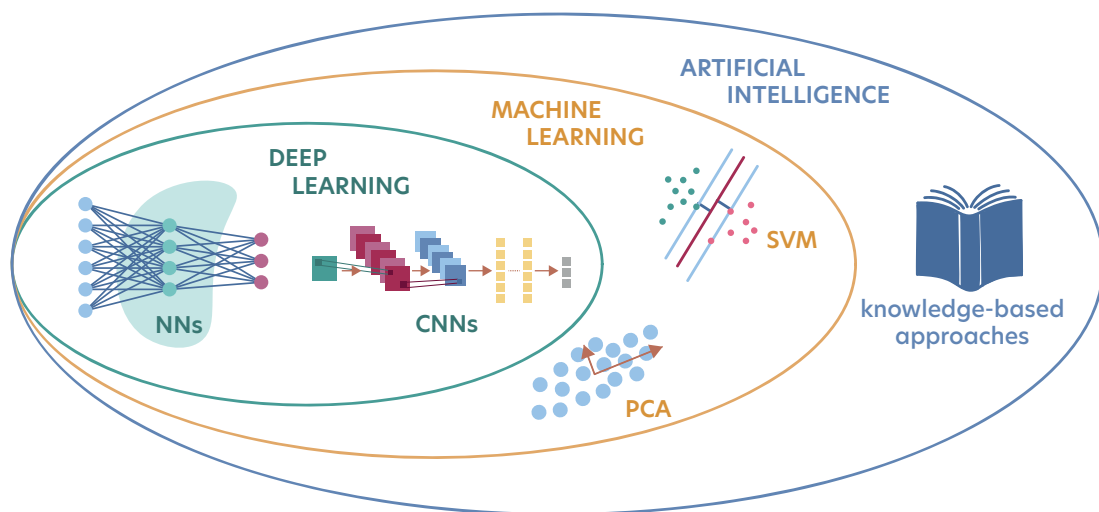 ARTIFICIAL
INTELLIGENCE
MACHINE
LEARNING
DEEP
LEARNING
SVM
knowledge-based
approaches
NNs
CNNs
PCA